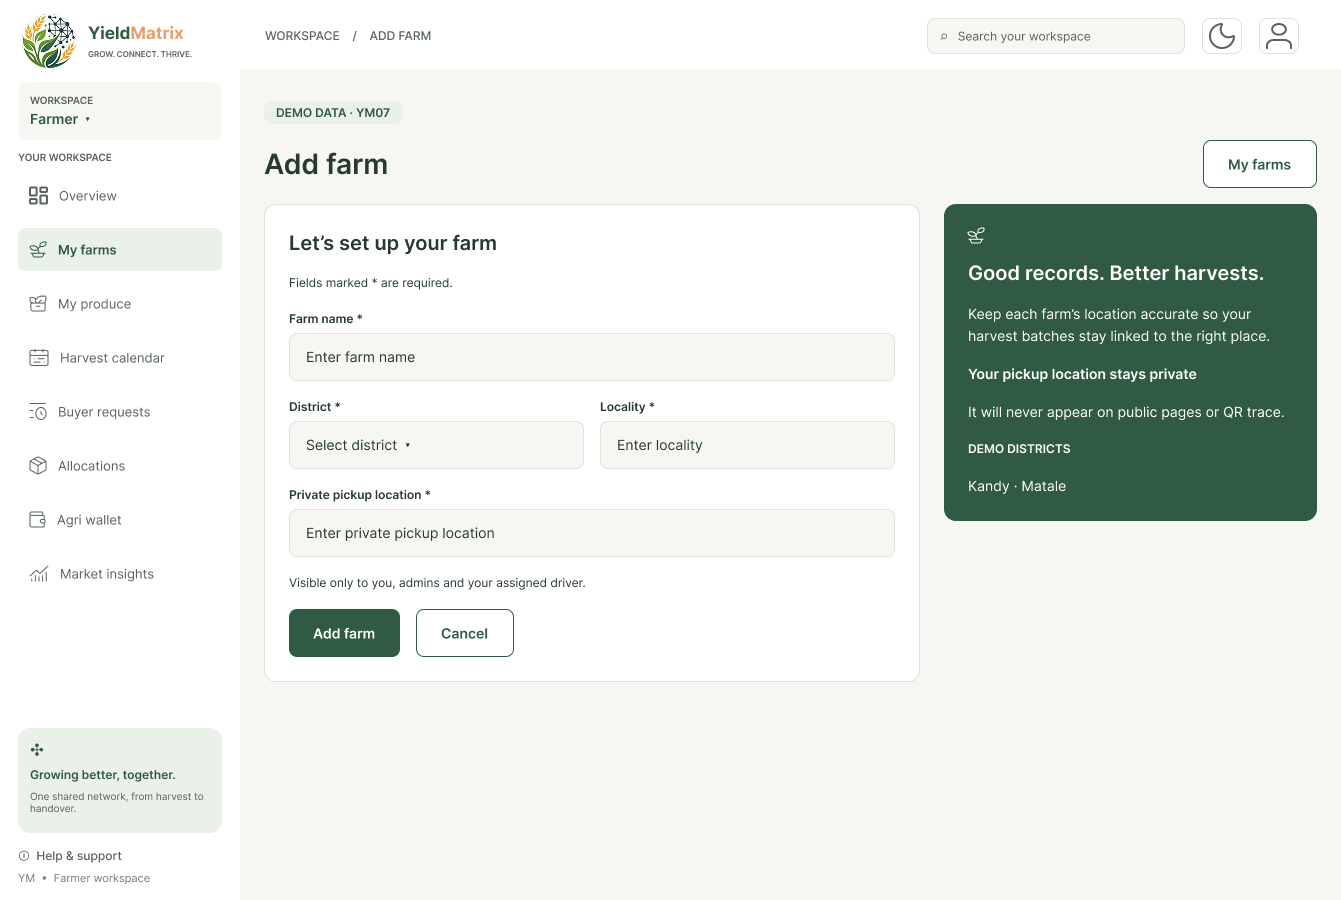 YieldMatrix
GROW. CONNECT. THRIVE.
WORKSPACE
Farmer
YOUR WORKSPACE
Overview
My farms
My produce
Harvest calendar
Buyer requests
Allocations
Agri wallet
Market insights
Growing better, together.
One shared network, from harvest to
handover.
Help & support
YM • Farmer workspace
WORKSPACE / ADD FARM
Search your workspace
DEMO DATA · YM07
Add farm
My farms
Let’s set up your farm
Fields marked * are required.
Farm name *
Enter farm name
District *
Locality *
Select district
Enter locality
Private pickup location *
Enter private pickup location
Visible only to you, admins and your assigned driver.
Add farm
Cancel
Good records. Better harvests.
Keep each farm’s location accurate so your
harvest batches stay linked to the right place.
Your pickup location stays private
It will never appear on public pages or QR trace.
DEMO DISTRICTS
Kandy · Matale